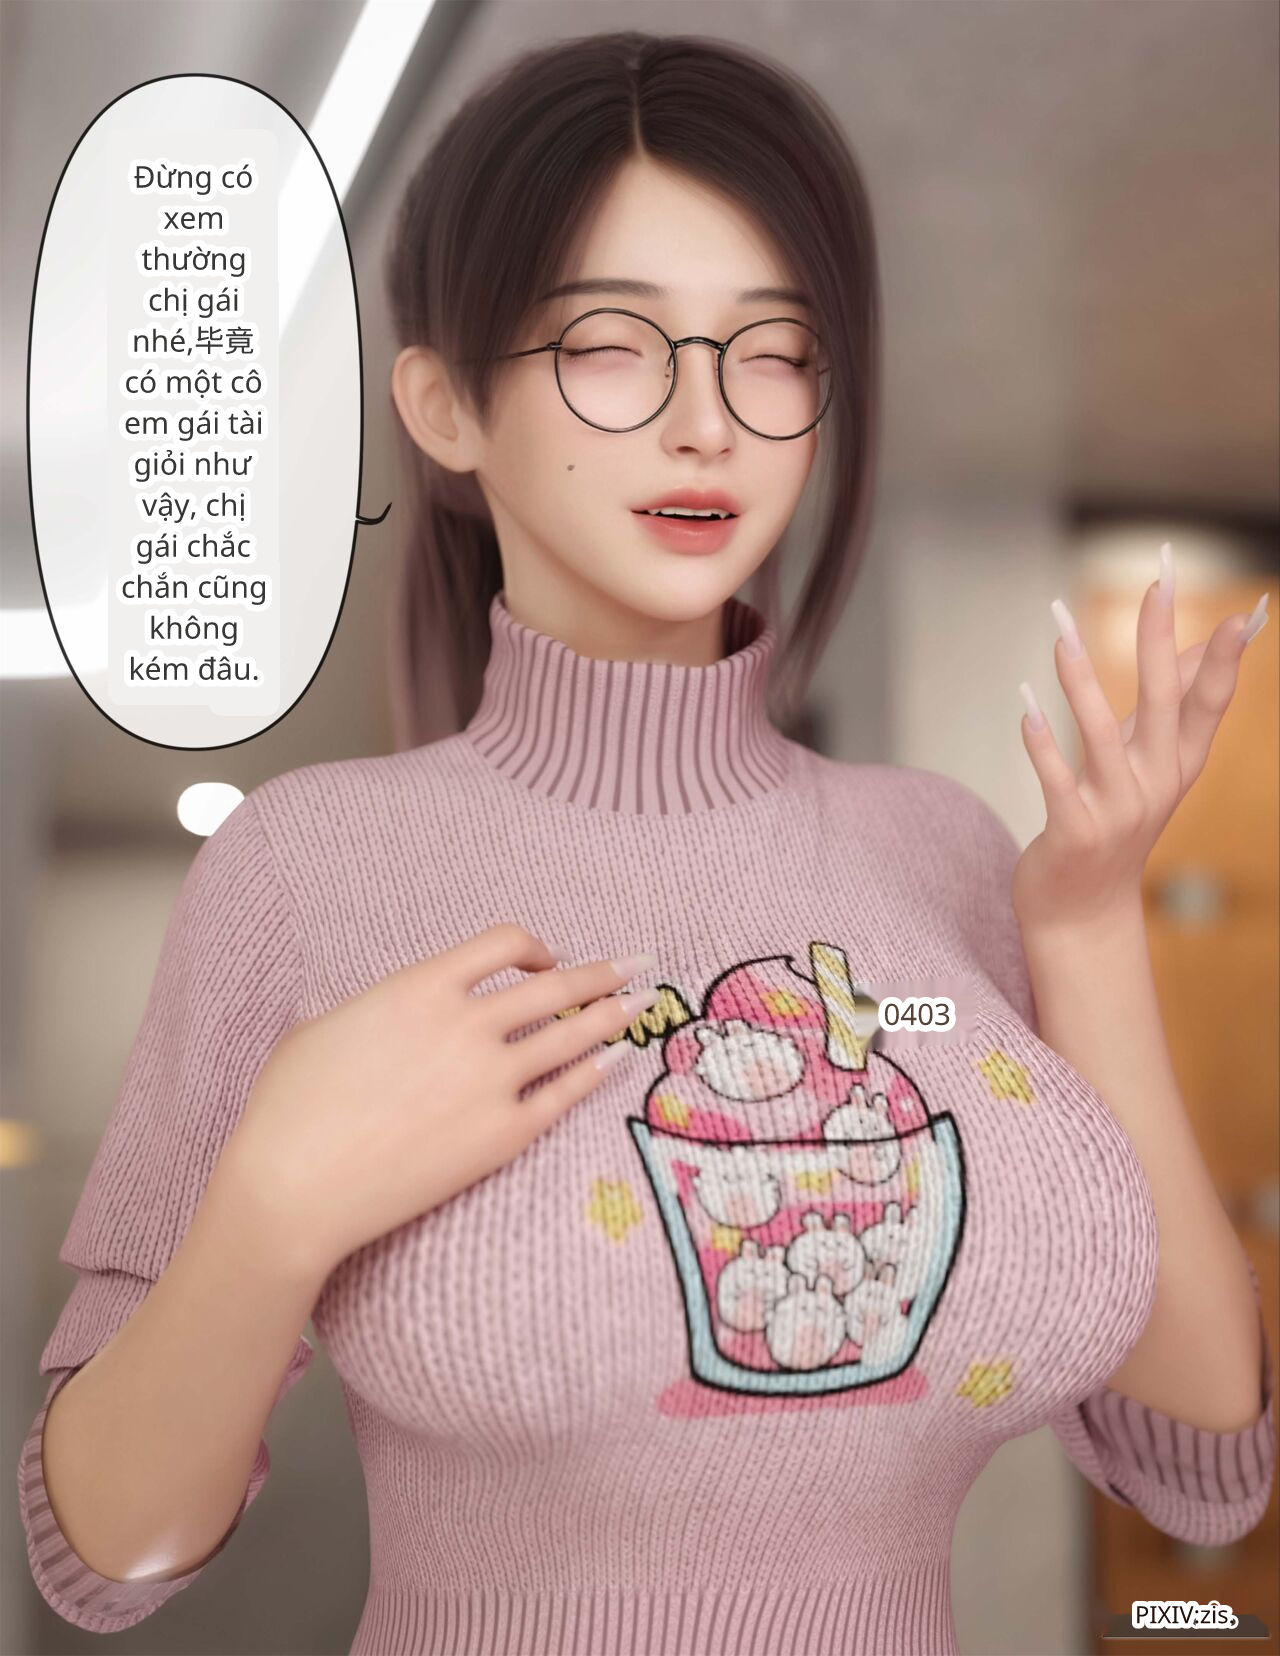 Đừng có
xem
thường
chị gái
nhé,毕竟
có một cô
em gái tài
giỏi như
vậy, chị
gái chắc
chắn cũng
không
kém đâu.
0403
PIXIV:zis.